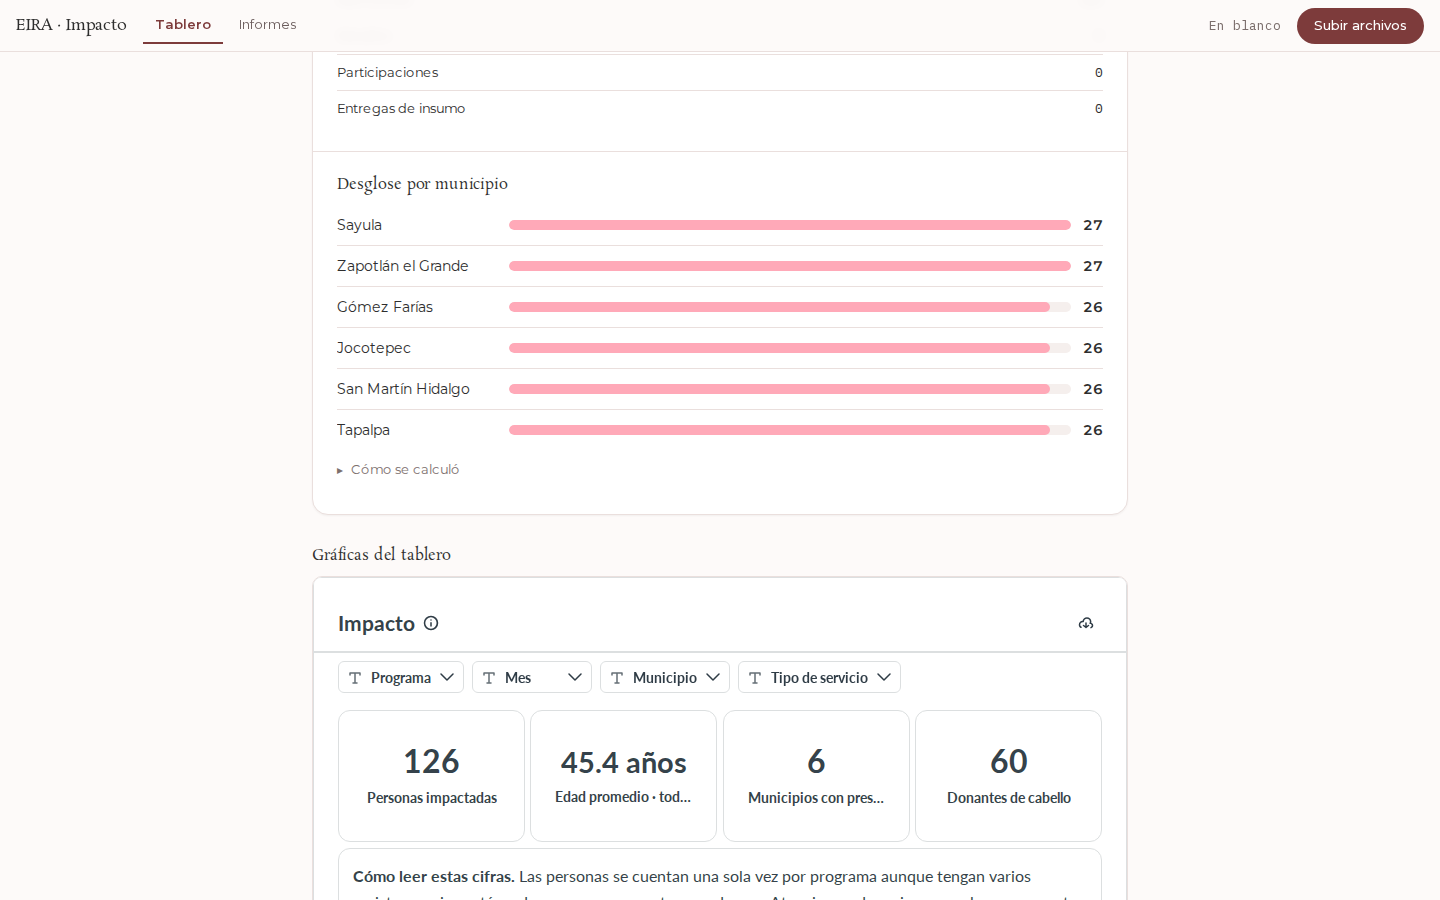 EIRA · Impacto
Tablero
Informes
En blanco
Subir archivos
Participaciones 0
Entregas de insumo 0
Desglose por municipio
Sayula 27
Zapotlán el Grande 27
Gómez Farías 26
Jocotepec 26
San Martín Hidalgo 26
Tapalpa 26
▸ Cómo se calculó
Gráficas del tablero
Impacto
Programa
Mes
Municipio
Tipo de servicio
126
Personas impactadas
45.4 años
Edad promedio · tod...
6
Municipios con pres...
60
Donantes de cabello
Cómo leer estas cifras. Las personas se cuentan una sola vez por programa aunque tengan varios